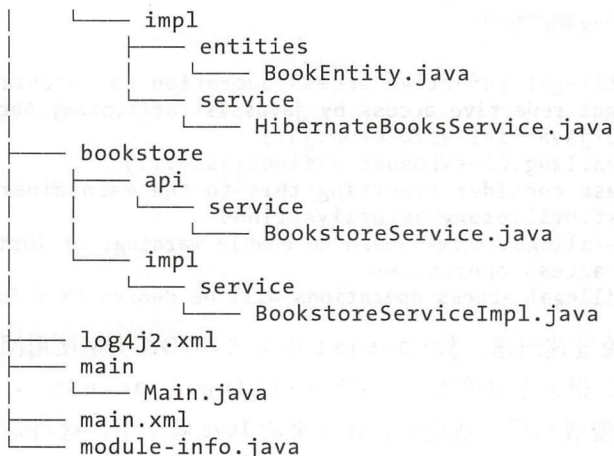 impl
entities
BookEntity.java
service
HibernateBooksService.java
bookstore
api
service
BookstoreService.java
impl
service
BookstoreServiceImpl.java
log4j2.xml
main
Main.java
main.xml
module-info.java